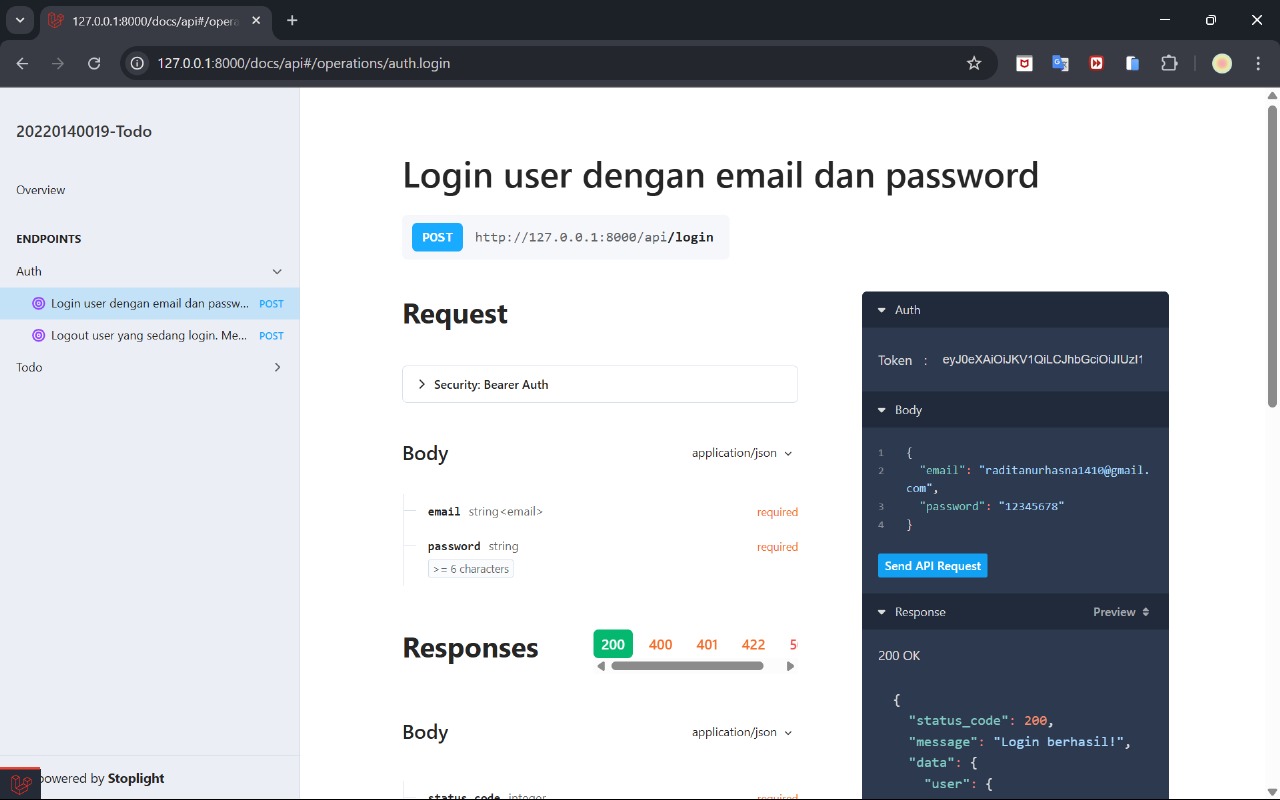 127.0.0.1:8000/docs/api#/opera
127.0.0.1:8000/docs/api#/operations/auth.login
20220140019-Todo
Overview
ENDPOINTS
Auth
Login user dengan email dan passw... POST
Logout user yang sedang login. Me... POST
Todo
powered by Stoplight
Login user dengan email dan password
POST http://127.0.0.1:8000/api/login
Request
Security: Bearer Auth
Body application/json
email string<email> required
password string required
>= 6 characters
Responses 200 400 401 422
Body application/json
status_code integer required
Auth
Token : eyJ0eXAiOiJKV1QiLCJhbGciOiJIUzI1
Body
1 {
2 "email": "raditanurhasna1410@gmail.
com",
3 "password": "12345678"
4 }
Send API Request
Response Preview
200 OK
{
"status_code": 200,
"message": "Login berhasil!",
"data": {
"user": {